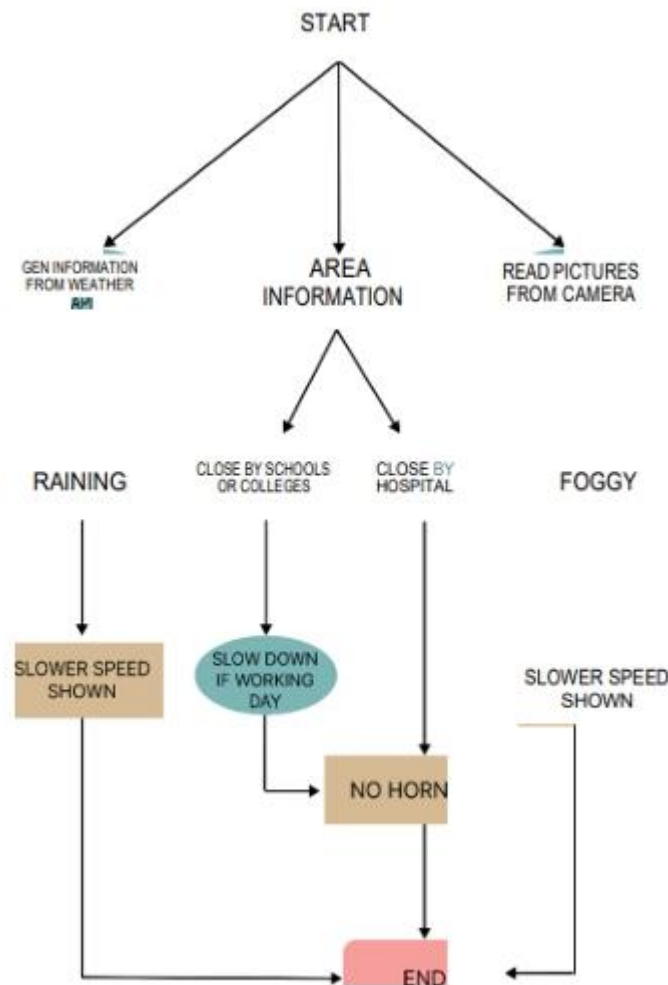 START
GEN INFORMATION
FROM WEATHER
AREA
INFORMATION
READ PICTURES
FROM CAMERA
RAINING
CLOSE BY SCHOOLS
OR COLLEGES
CLOSE BY
HOSPITAL
FOGGY
SLOWER SPEED
SHOWN
SLOW DOWN
IF WORKING
DAY
SLOWER SPEED
SHOWN
NO HORN
END